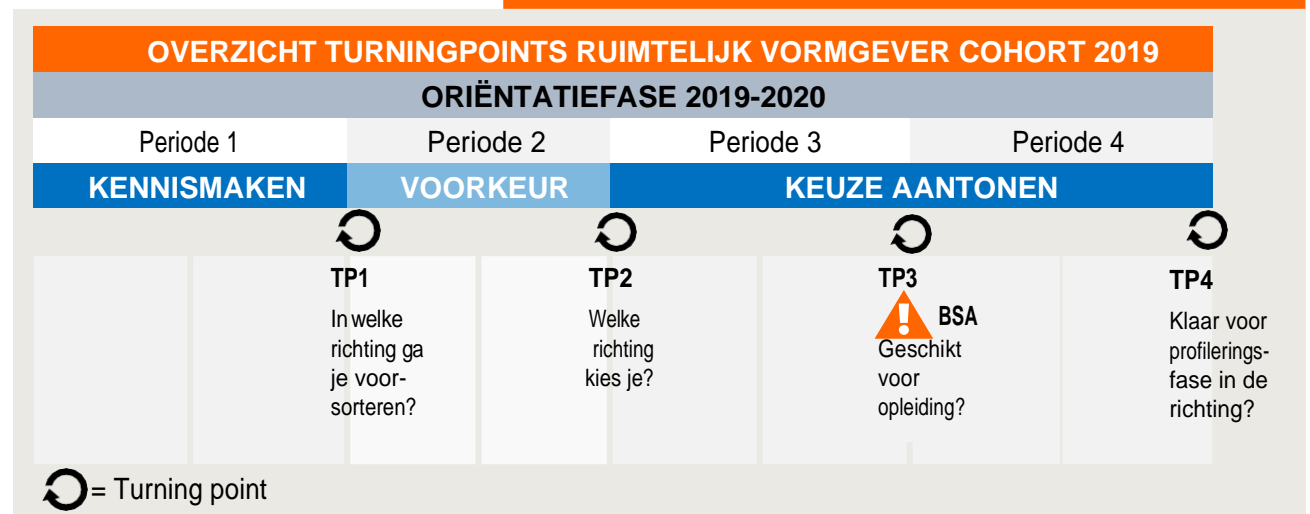 OVERZICHT TURNINGPOINTS RUIMTELIJK VORMGEVER COHORT 2019
ORIËNTATIEFASE 2019-2020
Periode 1 Periode 2 Periode 3 Periode 4
KENNISMAKEN VOORKEUR KEUZE AANTONEN
TP1
In welke
richting ga
je voor-
sorteren?
TP2
Welke
richting
kies je?
TP3
! BSA
Geschikt
voor
opleiding?
TP4
Klaar voor
profilerings-
fase in de
richting?
= Turning point